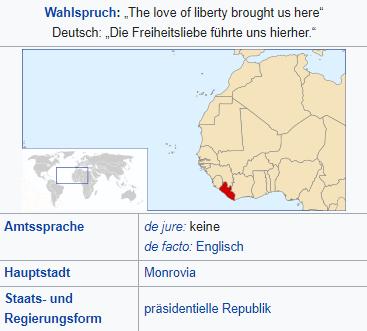 Wahlspruch: „The love of liberty brought us here“
Deutsch: „Die Freiheitsliebe führte uns hierher.“
Amtssprache de jure: keine
de facto: Englisch
Hauptstadt Monrovia
Staats- und
Regierungsform präsidentielle Republik